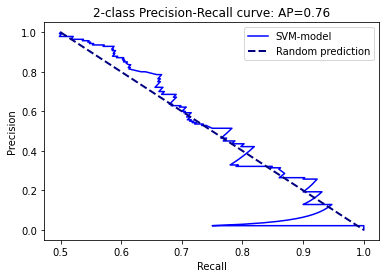 2-class Precision-Recall curve: AP=0.76
SVM-model
Random prediction
Precision
1.0
0.8
0.6
0.4
0.2
0.0
0.5 0.6 0.7 0.8 0.9 1.0
Recall